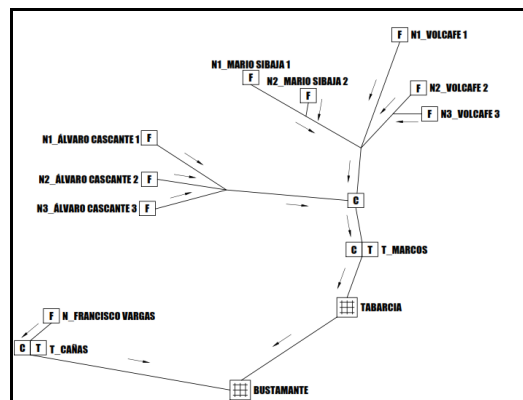 F N1_VOLCAFE 1
N1_MARIO SIBAJA 1
F
N2_MARIO SIBAJA 2
F
F N2_VOLCAFE 2
F N3_VOLCAFE 3
N1_ÁLVARO CASCANTE 1 F
N2_ÁLVARO CASCANTE 2 F
N3_ÁLVARO CASCANTE 3 F
C
C T T_MARCOS
TABARCIA
F N_FRANCISCO VARGAS
C T T_CAÑAS
BUSTAMANTE